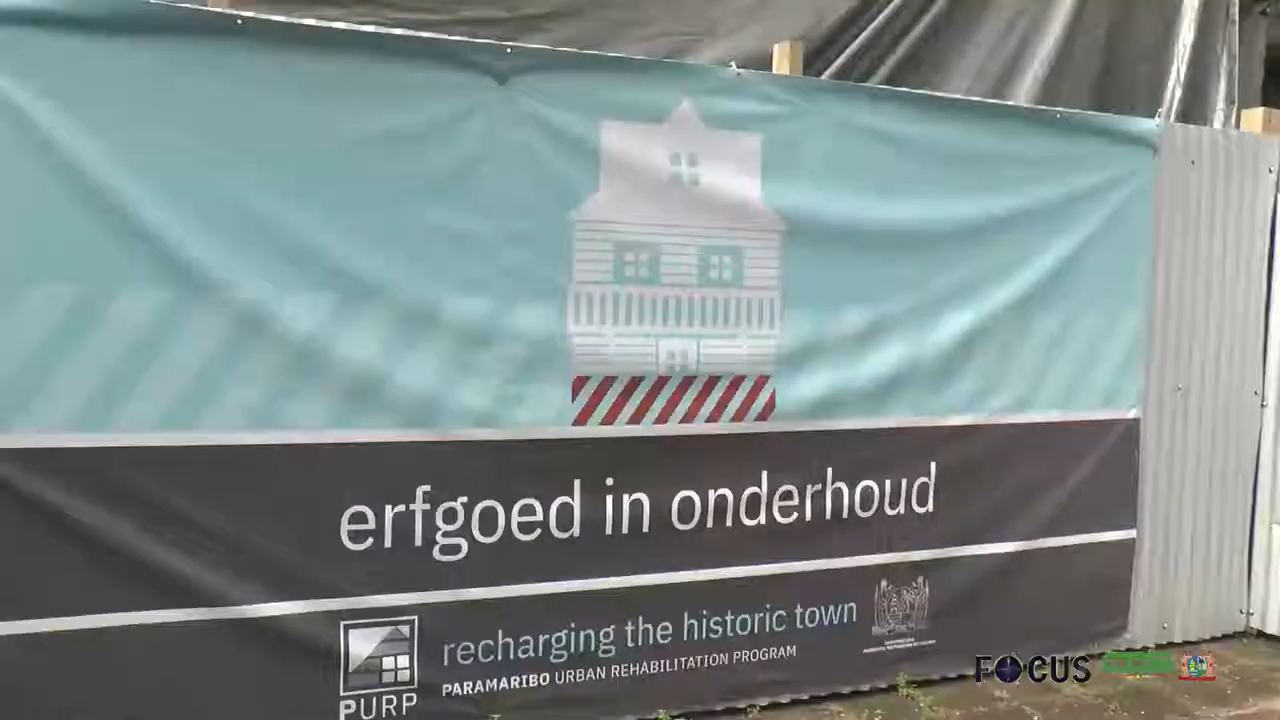 erfgoed in onderhoud
recharging the historic town
PARAMARIBO URBAN REHABILITATION PROGRAM
PURP
FOCUS